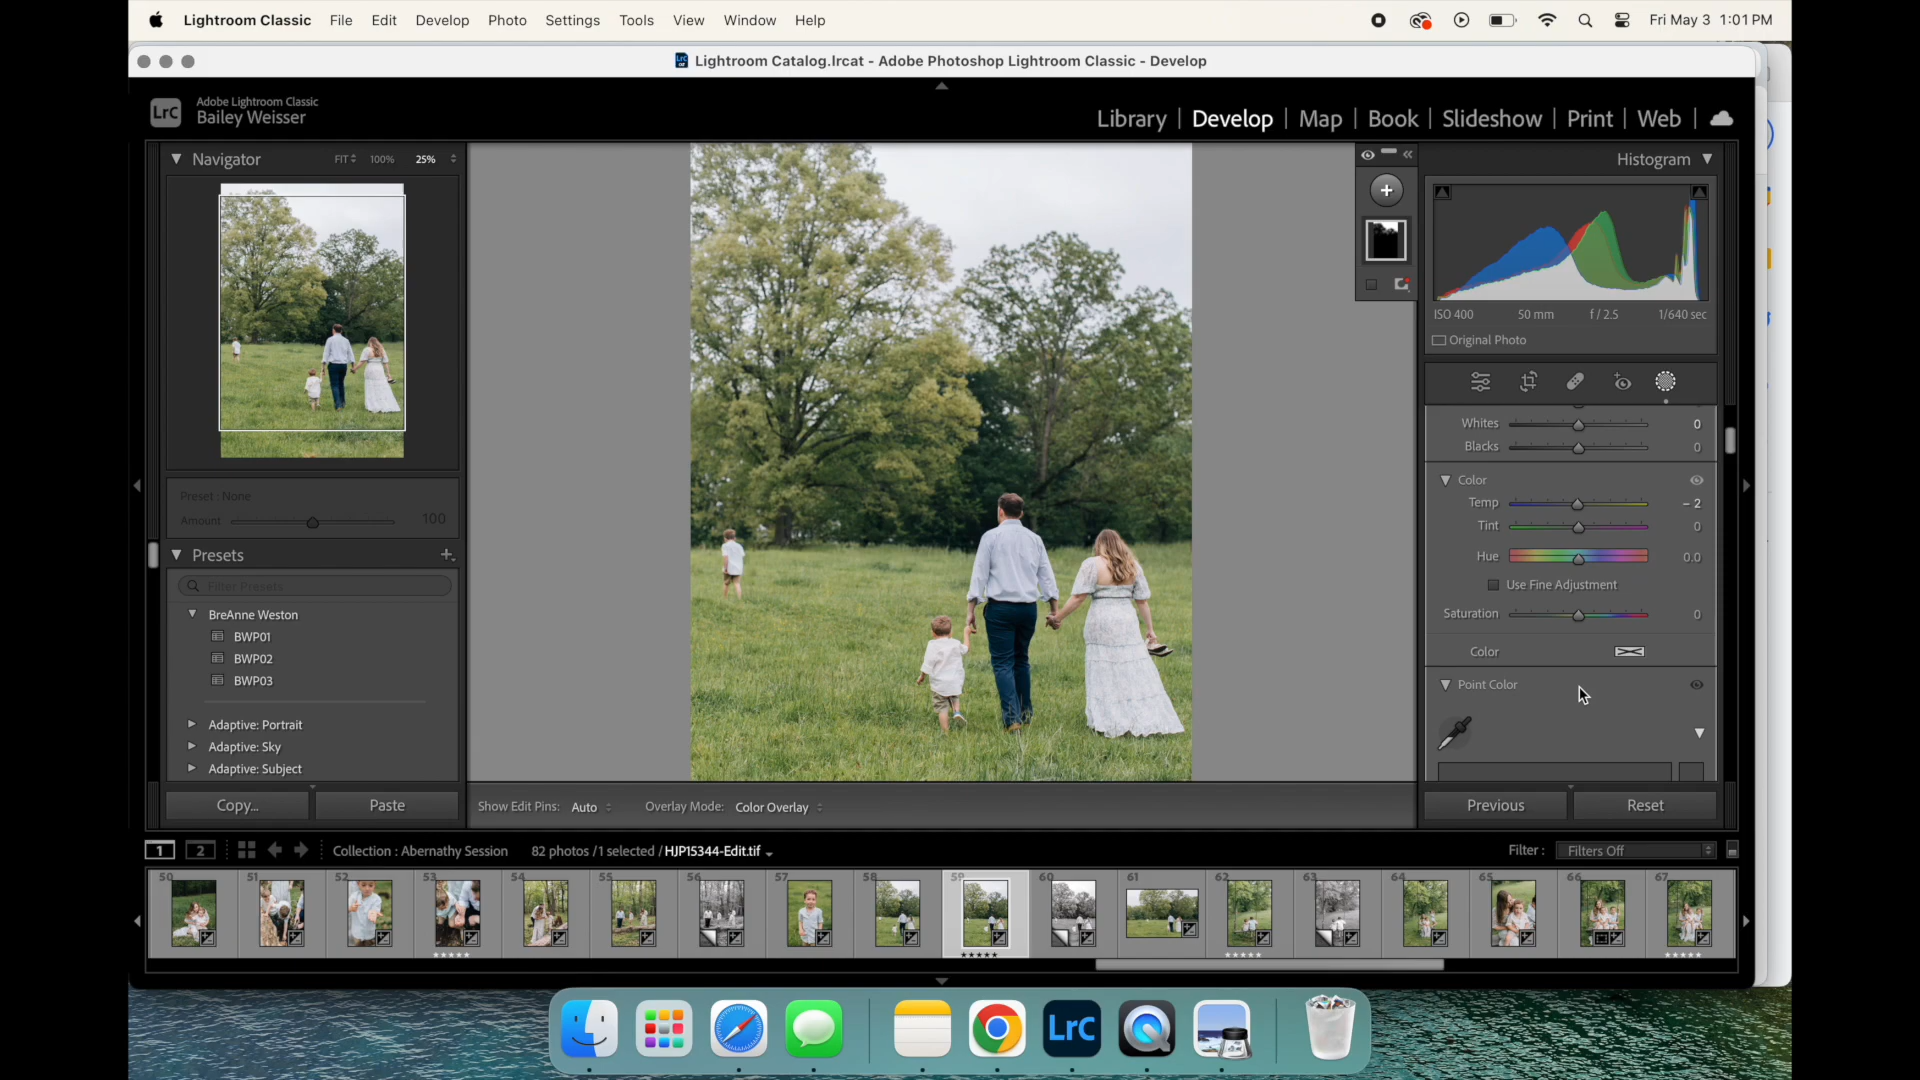 Lightroom Classic File Edit Develop Photo Settings Tools View Window Help Fri May 3 1:01 PM
Lightroom Catalog.lrcat - Adobe Photoshop Lightroom Classic - Develop
LrC
Adobe Lightroom Classic
Bailey Weisser
Library | Develop | Map | Book | Slideshow | Print | Web
Navigator FIT 100% 25%
Preset : None
Amount 100
Presets
Filter Presets
BreAnne Weston
BWP01
BWP02
BWP03
Adaptive: Portrait
Adaptive: Sky
Adaptive: Subject
Copy... Paste
Show Edit Pins: Auto Overlay Mode: Color Overlay
Histogram
ISO 400 50 mm f / 2.5 1/640 sec
Original Photo
Whites 0
Blacks 0
Color
Temp – 2
Tint 0
Hue 0.0
Use Fine Adjustment
Saturation 0
Color
Point Color
Previous Reset
1 2 Collection : Abernathy Session 82 photos /1 selected /HJP15344-Edit.tif Filter : Filters Off
50 51 52 53 54 55 56 57 58 59 60 61 62 63 64 65 66 67
LrC